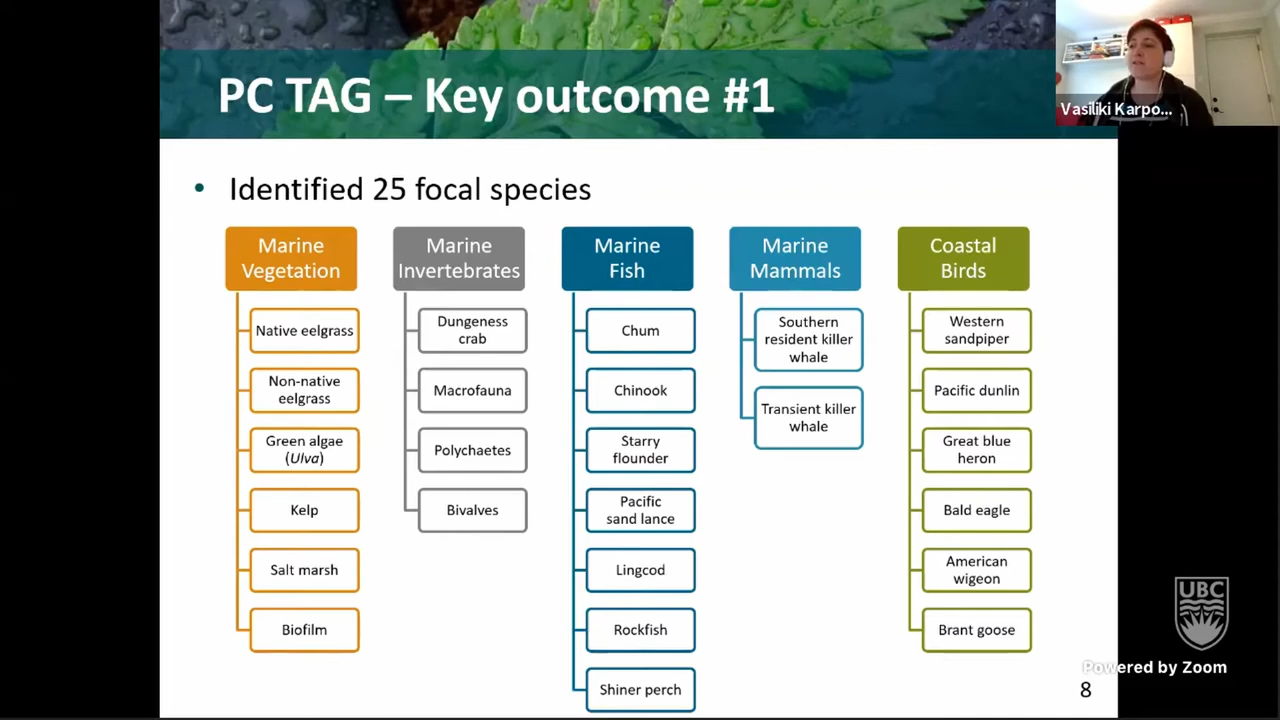 PC TAG – Key outcome #1
Vasiliki Karpo...
• Identified 25 focal species
Marine
Vegetation
Native eelgrass
Non-native
eelgrass
Green algae
(Ulva)
Kelp
Salt marsh
Biofilm
Marine
Invertebrates
Dungeness
crab
Macrofauna
Polychaetes
Bivalves
Marine
Fish
Chum
Chinook
Starry
flounder
Pacific
sand lance
Lingcod
Rockfish
Shiner perch
Marine
Mammals
Southern
resident killer
whale
Transient killer
whale
Coastal
Birds
Western
sandpiper
Pacific dunlin
Great blue
heron
Bald eagle
American
wigeon
Brant goose
UBC
Powered by Zoom
8